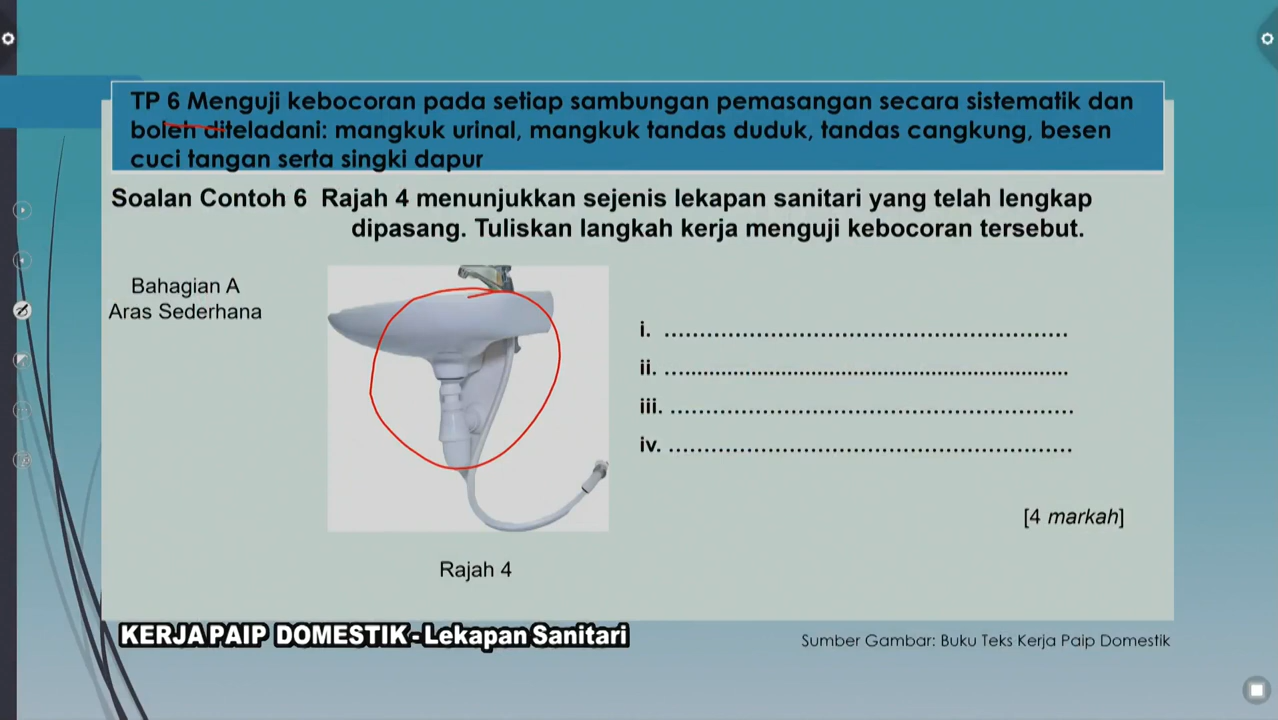 TP 6 Menguji kebocoran pada setiap sambungan pemasangan secara sistematik dan
boleh diteladani: mangkuk urinal, mangkuk tandas duduk, tandas cangkung, besen
cuci tangan serta singki dapur
Soalan Contoh 6 Rajah 4 menunjukkan sejenis lekapan sanitari yang telah lengkap
dipasang. Tuliskan langkah kerja menguji kebocoran tersebut.
Bahagian A
Aras Sederhana
i. ..........................................................
ii. ..........................................................
iii. ..........................................................
iv. ..........................................................
[4 markah]
Rajah 4
KERJA PAIP DOMESTIK - Lekapan Sanitari
Sumber Gambar: Buku Teks Kerja Paip Domestik